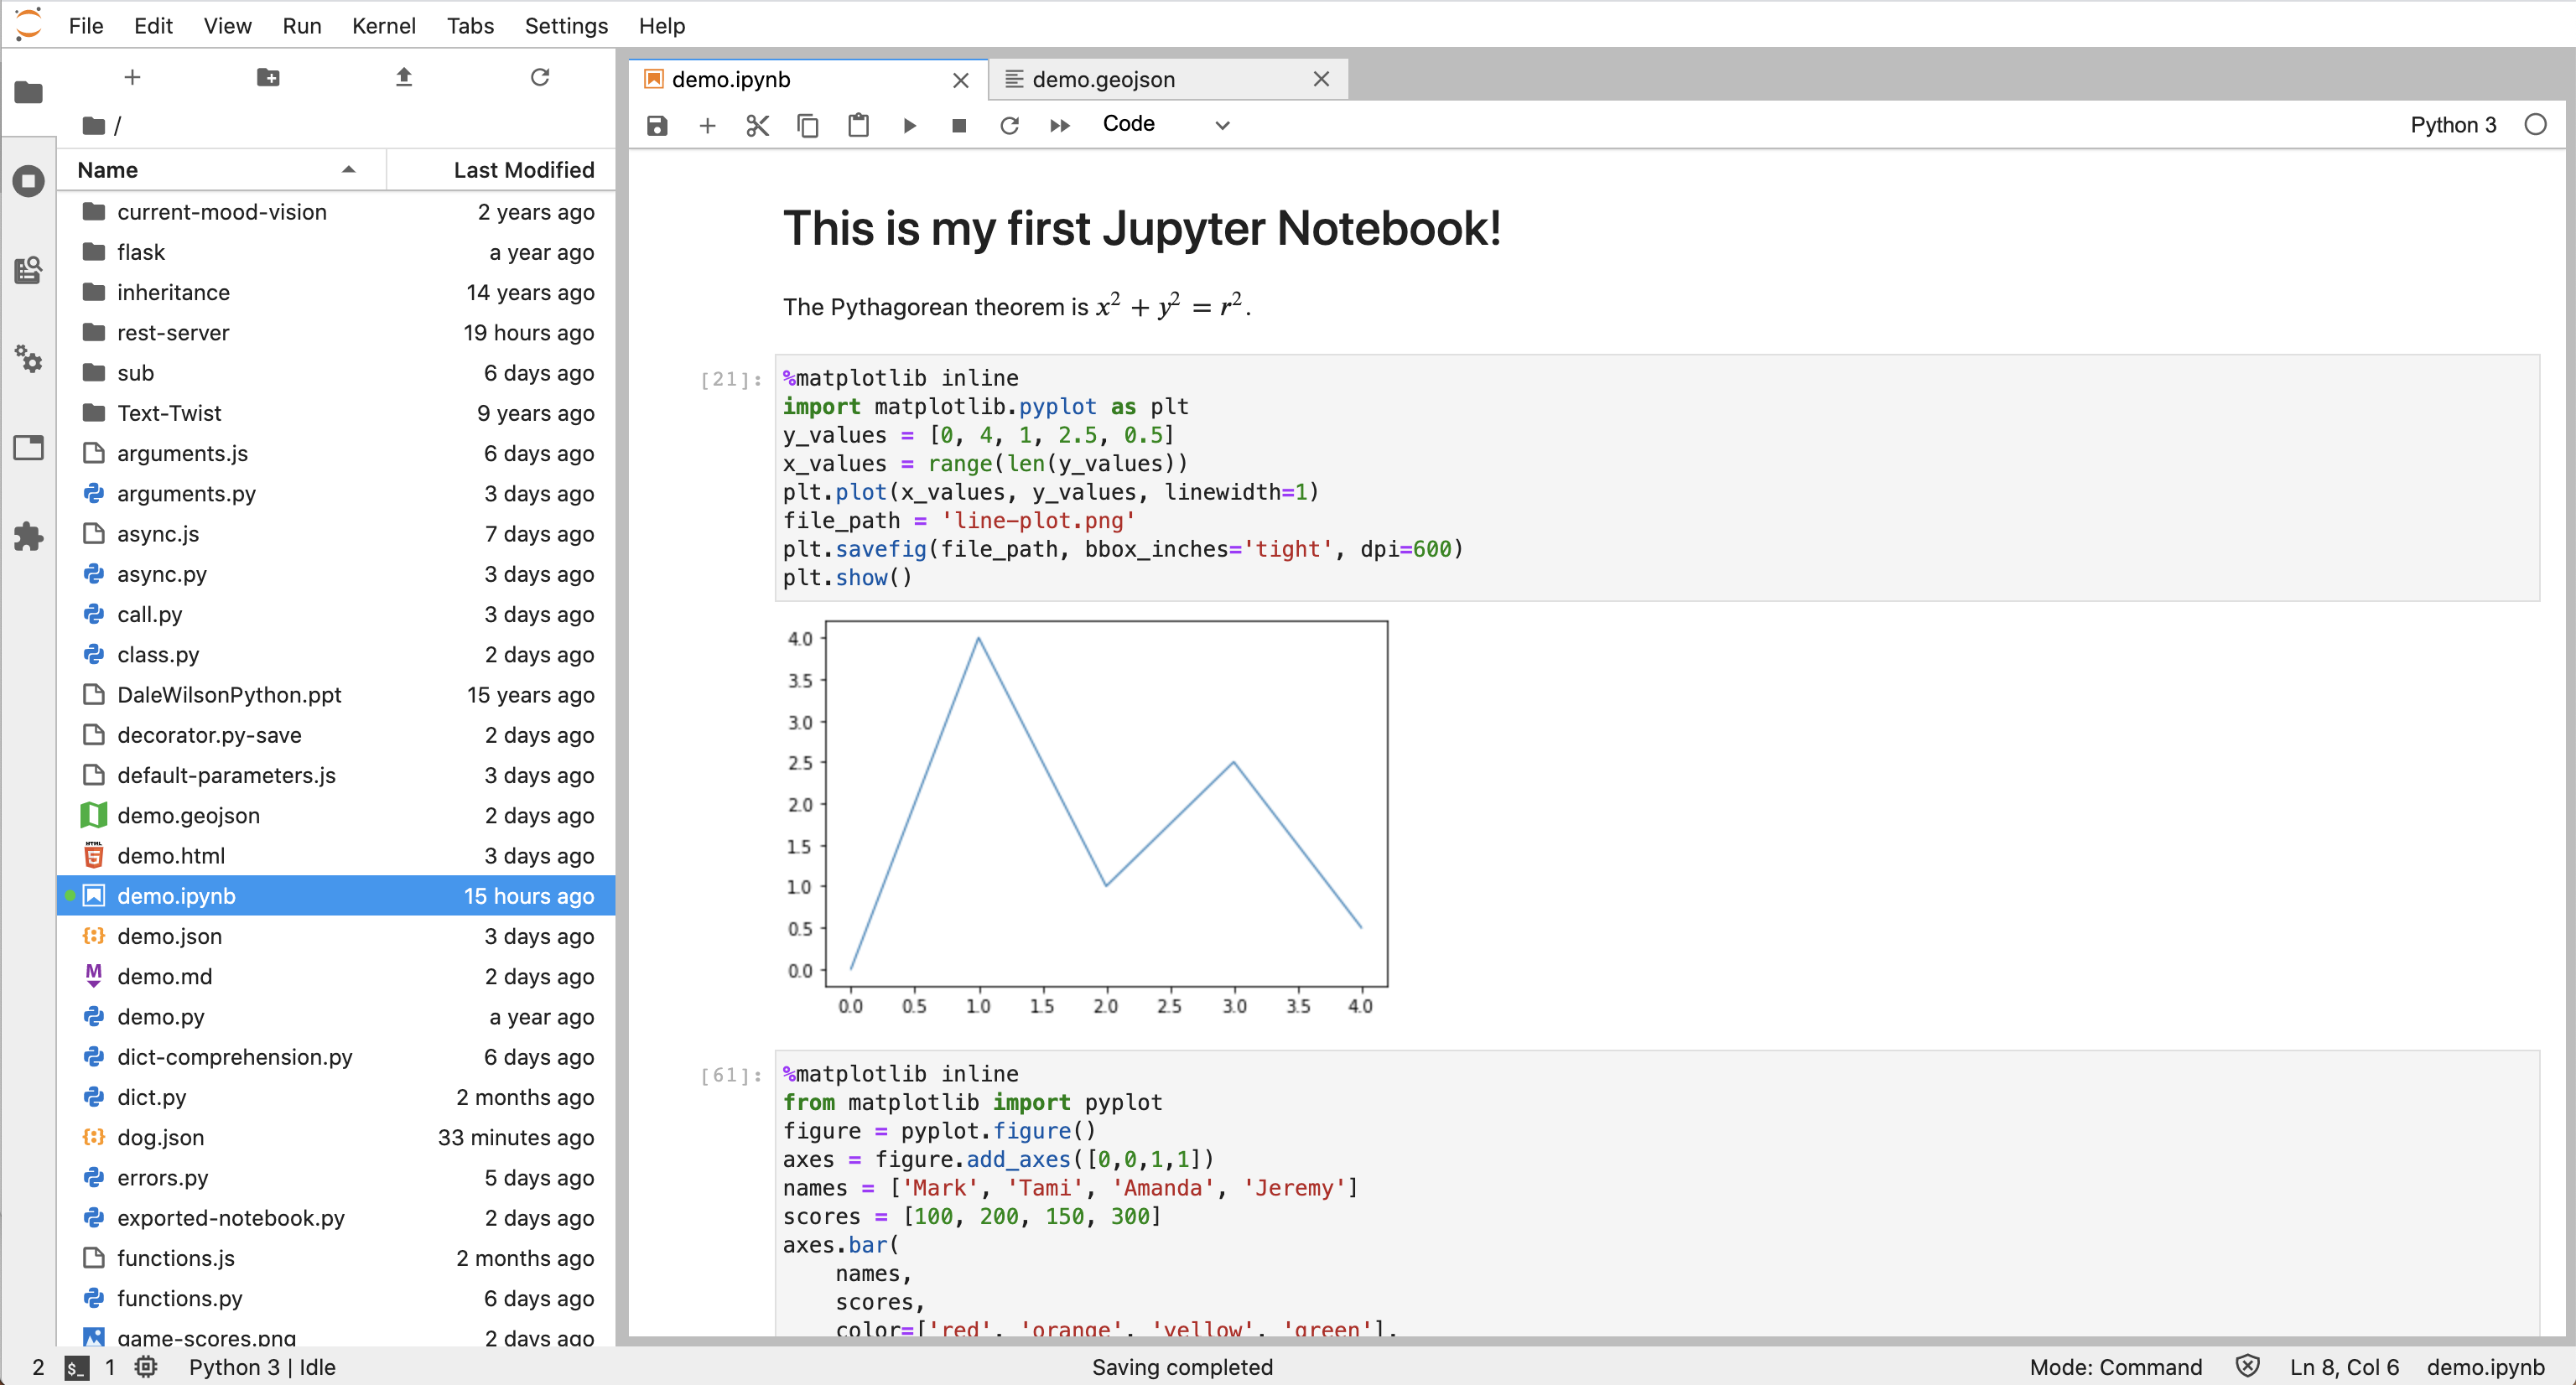 File Edit View Run Kernel Tabs Settings Help
/
Name Last Modified
current-mood-vision 2 years ago
flask a year ago
inheritance 14 years ago
rest-server 19 hours ago
sub 6 days ago
Text-Twist 9 years ago
arguments.js 6 days ago
arguments.py 3 days ago
async.js 7 days ago
async.py 3 days ago
call.py 3 days ago
class.py 2 days ago
DaleWilsonPython.ppt 15 years ago
decorator.py-save 2 days ago
default-parameters.js 3 days ago
demo.geojson 2 days ago
HTML
5
demo.html 3 days ago
demo.ipynb 15 hours ago
{:} demo.json 3 days ago
M demo.md 2 days ago
demo.py a year ago
dict-comprehension.py 6 days ago
dict.py 2 months ago
{:} dog.json 33 minutes ago
errors.py 5 days ago
exported-notebook.py 2 days ago
functions.js 2 months ago
functions.py 6 days ago
game-scores.png 2 days ago
demo.ipynb demo.geojson
Code Python 3
This is my first Jupyter Notebook!
The Pythagorean theorem is x² + y² = r².
[21]: %matplotlib inline
import matplotlib.pyplot as plt
y_values = [0, 4, 1, 2.5, 0.5]
x_values = range(len(y_values))
plt.plot(x_values, y_values, linewidth=1)
file_path = 'line-plot.png'
plt.savefig(file_path, bbox_inches='tight', dpi=600)
plt.show()
4.0
3.5
3.0
2.5
2.0
1.5
1.0
0.5
0.0
0.0 0.5 1.0 1.5 2.0 2.5 3.0 3.5 4.0
[61]: %matplotlib inline
from matplotlib import pyplot
figure = pyplot.figure()
axes = figure.add_axes([0,0,1,1])
names = ['Mark', 'Tami', 'Amanda', 'Jeremy']
scores = [100, 200, 150, 300]
axes.bar(
names,
scores,
color=['red', 'orange', 'yellow', 'green'],
2 $_ 1 Python 3 | Idle Saving completed Mode: Command Ln 8, Col 6 demo.ipynb